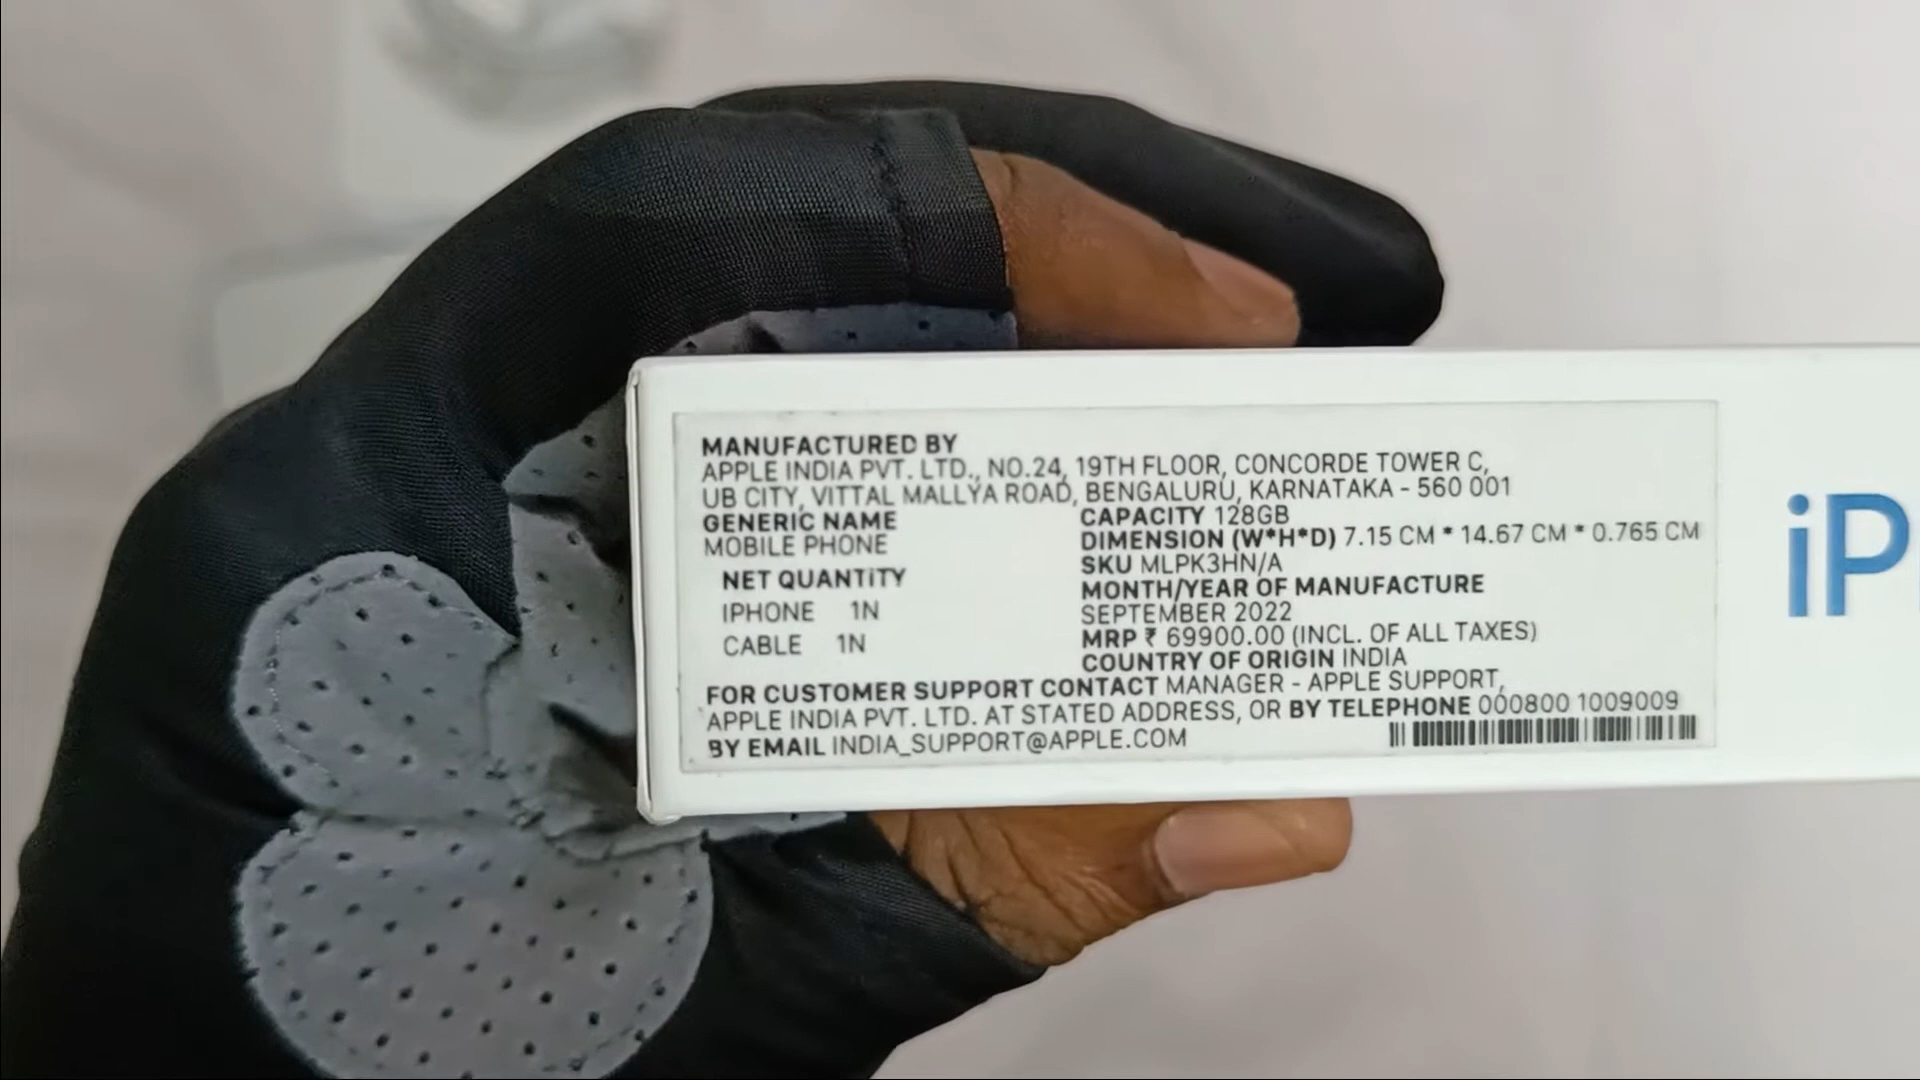 MANUFACTURED BY
APPLE INDIA PVT. LTD., NO.24, 19TH FLOOR, CONCORDE TOWER C,
UB CITY, VITTAL MALLYA ROAD, BENGALURU, KARNATAKA - 560 001
GENERIC NAME
MOBILE PHONE
NET QUANTITY
IPHONE 1N
CABLE 1N
CAPACITY 128GB
DIMENSION (W*H*D) 7.15 CM * 14.67 CM * 0.765 CM
SKU MLPK3HN/A
MONTH/YEAR OF MANUFACTURE
SEPTEMBER 2022
MRP ₹ 69900.00 (INCL. OF ALL TAXES)
COUNTRY OF ORIGIN INDIA
FOR CUSTOMER SUPPORT CONTACT MANAGER - APPLE SUPPORT,
APPLE INDIA PVT. LTD. AT STATED ADDRESS, OR BY TELEPHONE 000800 1009009
BY EMAIL INDIA_SUPPORT@APPLE.COM
iP